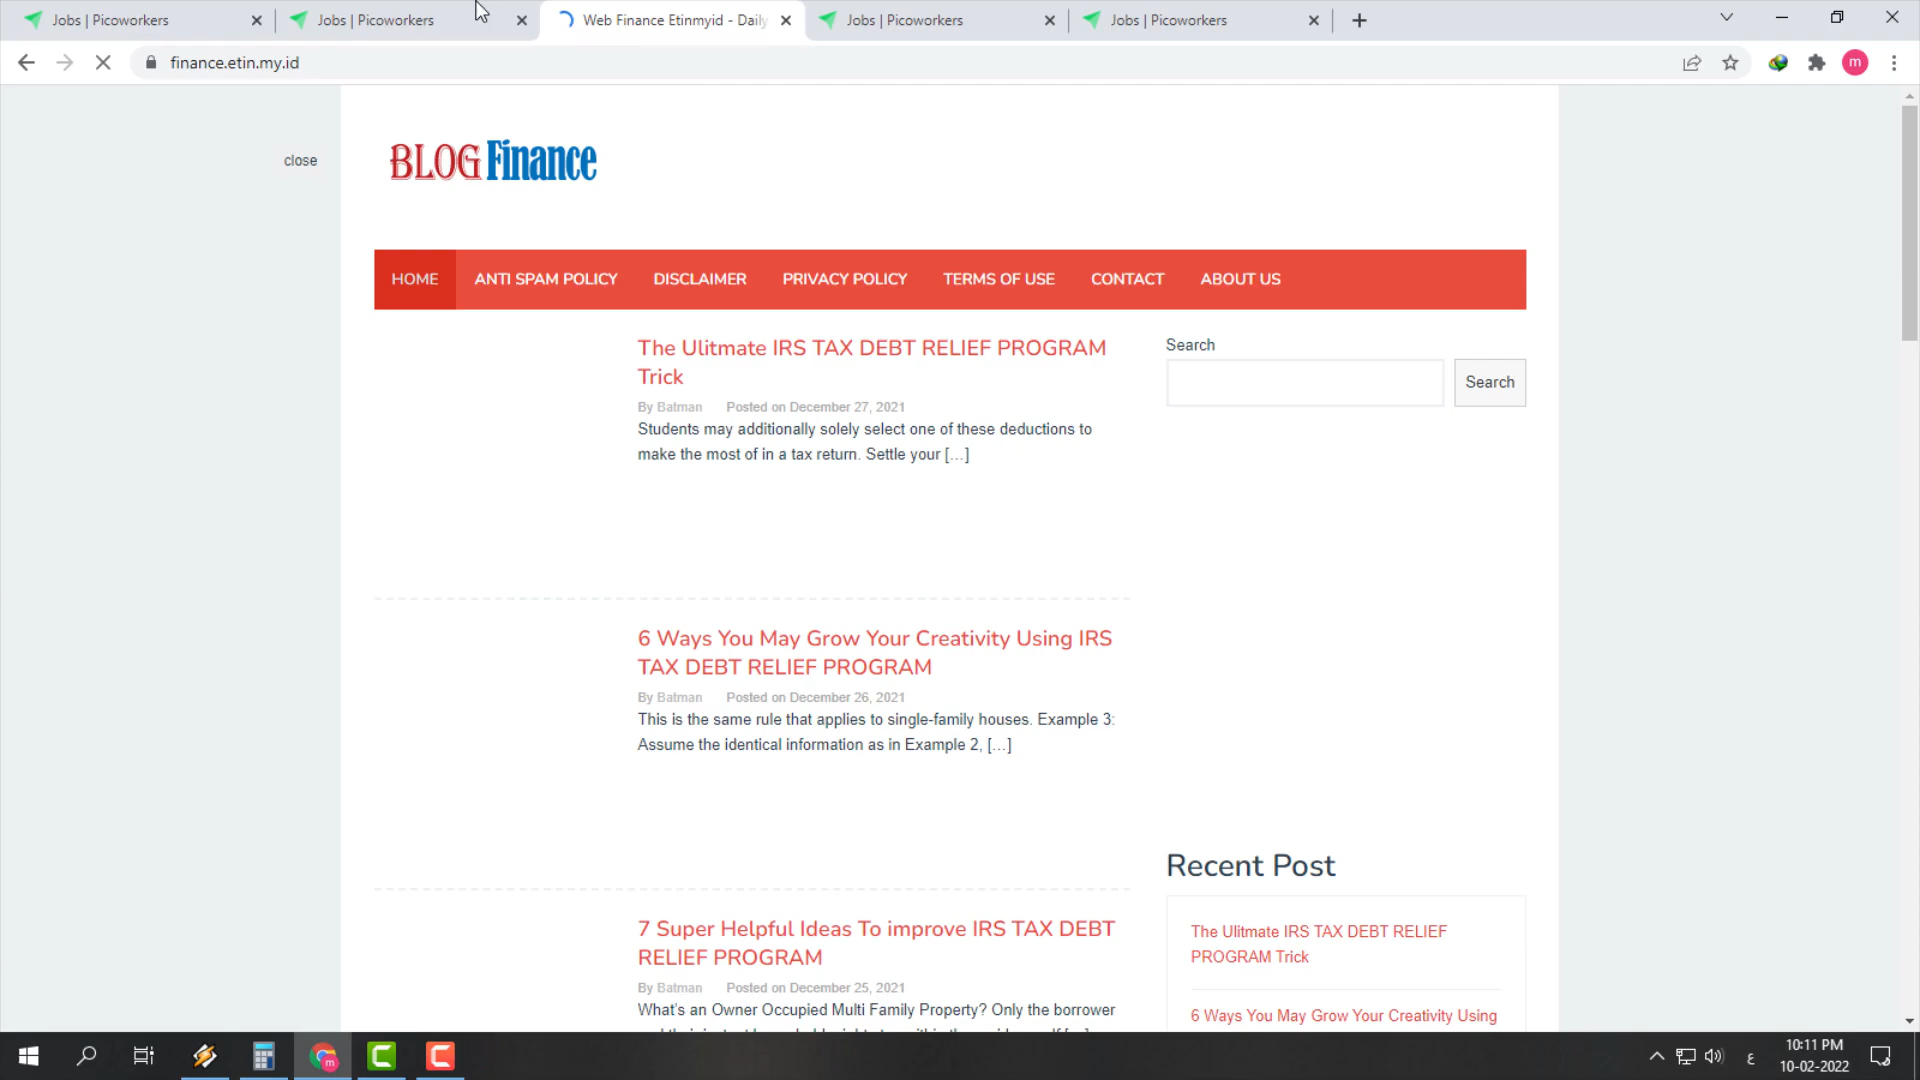 Jobs | Picoworkers
Jobs | Picoworkers
Web Finance Etinmyid - Daily
Jobs | Picoworkers
Jobs | Picoworkers
finance.etin.my.id
m
close
BLOG Finance
HOME
ANTI SPAM POLICY
DISCLAIMER
PRIVACY POLICY
TERMS OF USE
CONTACT
ABOUT US
The Ulitmate IRS TAX DEBT RELIEF PROGRAM
Trick
By Batman Posted on December 27, 2021
Students may additionally solely select one of these deductions to
make the most of in a tax return. Settle your […]
Search
Search
6 Ways You May Grow Your Creativity Using IRS
TAX DEBT RELIEF PROGRAM
By Batman Posted on December 26, 2021
This is the same rule that applies to single-family houses. Example 3:
Assume the identical information as in Example 2, […]
7 Super Helpful Ideas To improve IRS TAX DEBT
RELIEF PROGRAM
By Batman Posted on December 25, 2021
What's an Owner Occupied Multi Family Property? Only the borrower
Recent Post
The Ulitmate IRS TAX DEBT RELIEF
PROGRAM Trick
6 Ways You May Grow Your Creativity Using
m
ع
10:11 PM
10-02-2022